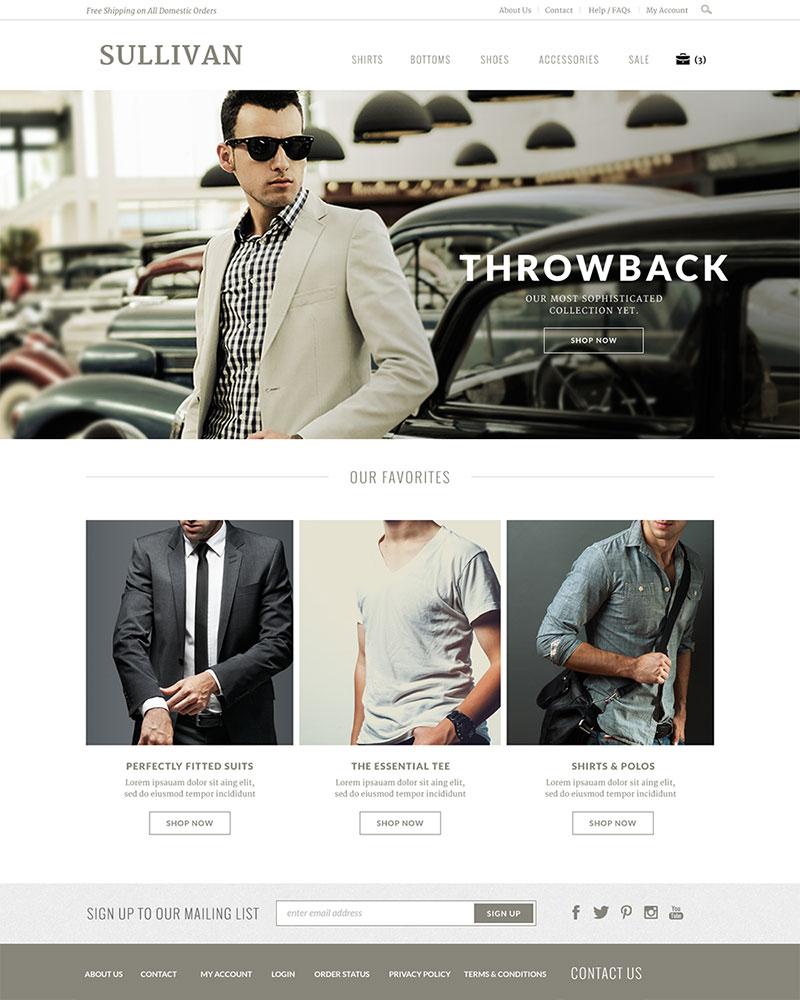 Free Shipping on All Domestic Orders
About Us
Contact
Help / FAQs
My Account
SULLIVAN
SHIRTS
BOTTOMS
SHOES
ACCESSORIES
SALE
(3)
THROWBACK
OUR MOST SOPHISTICATED
COLLECTION YET.
SHOP NOW
OUR FAVORITES
PERFECTLY FITTED SUITS
Lorem ipsauam dolor sit aing elit,
sed do eiusmod tempor incididunt
SHOP NOW
THE ESSENTIAL TEE
Lorem ipsauam dolor sit aing elit,
sed do eiusmod tempor incididunt
SHOP NOW
SHIRTS & POLOS
Lorem ipsauam dolor sit aing elit,
sed do eiusmod tempor incididunt
SHOP NOW
SIGN UP TO OUR MAILING LIST
enter email address
SIGN UP
You
Tube
ABOUT US
CONTACT
MY ACCOUNT
LOGIN
ORDER STATUS
PRIVACY POLICY
TERMS & CONDITIONS
CONTACT US